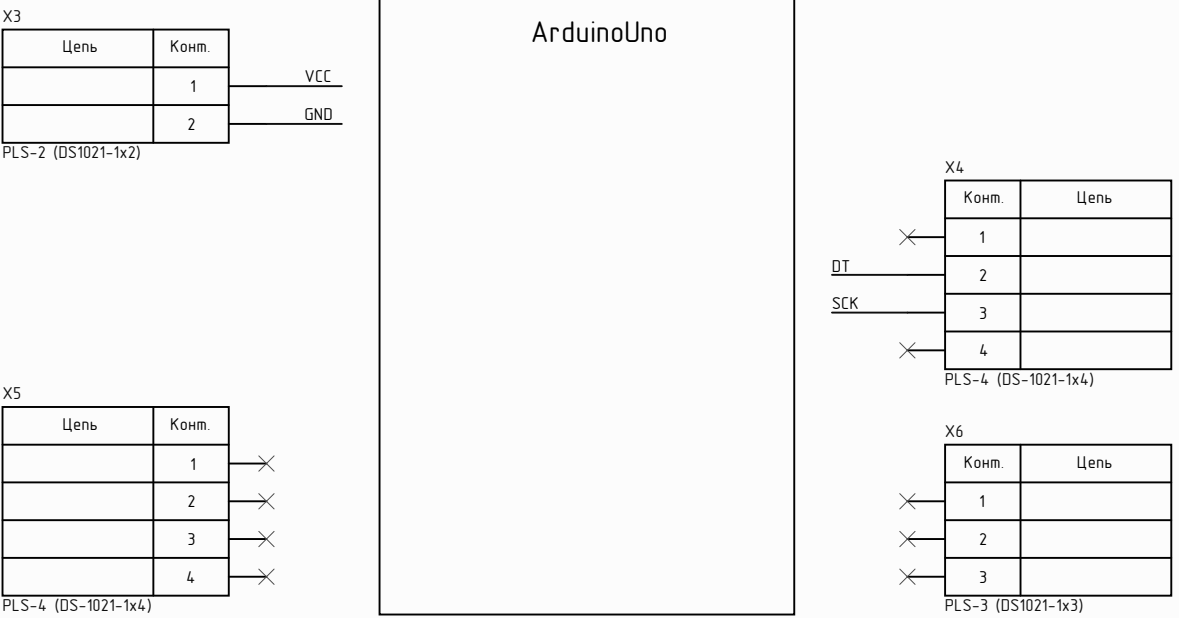 X3
Цепь Конт.
1 VCC
2 GND
PLS-2 (DS1021-1x2)
ArduinoUno
X4
Конт. Цепь
1
DT 2
SCK 3
4
PLS-4 (DS-1021-1x4)
X5
Цепь Конт.
1
2
3
4
PLS-4 (DS-1021-1x4)
X6
Конт. Цепь
1
2
3
PLS-3 (DS1021-1x3)